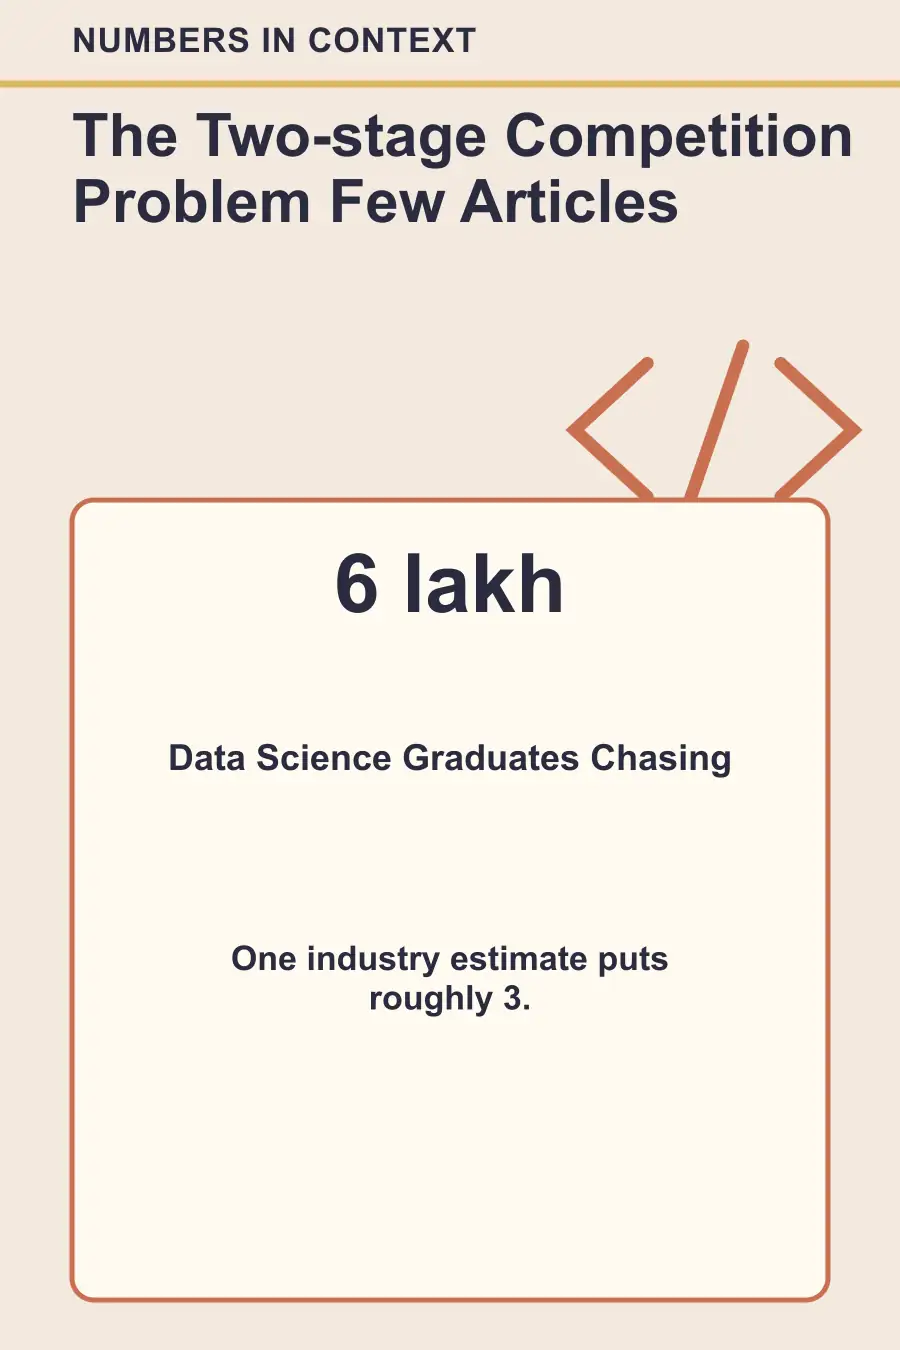 NUMBERS IN CONTEXT
The Two-stage Competition
Problem Few Articles
6 lakh
Data Science Graduates Chasing
One industry estimate puts
roughly 3.